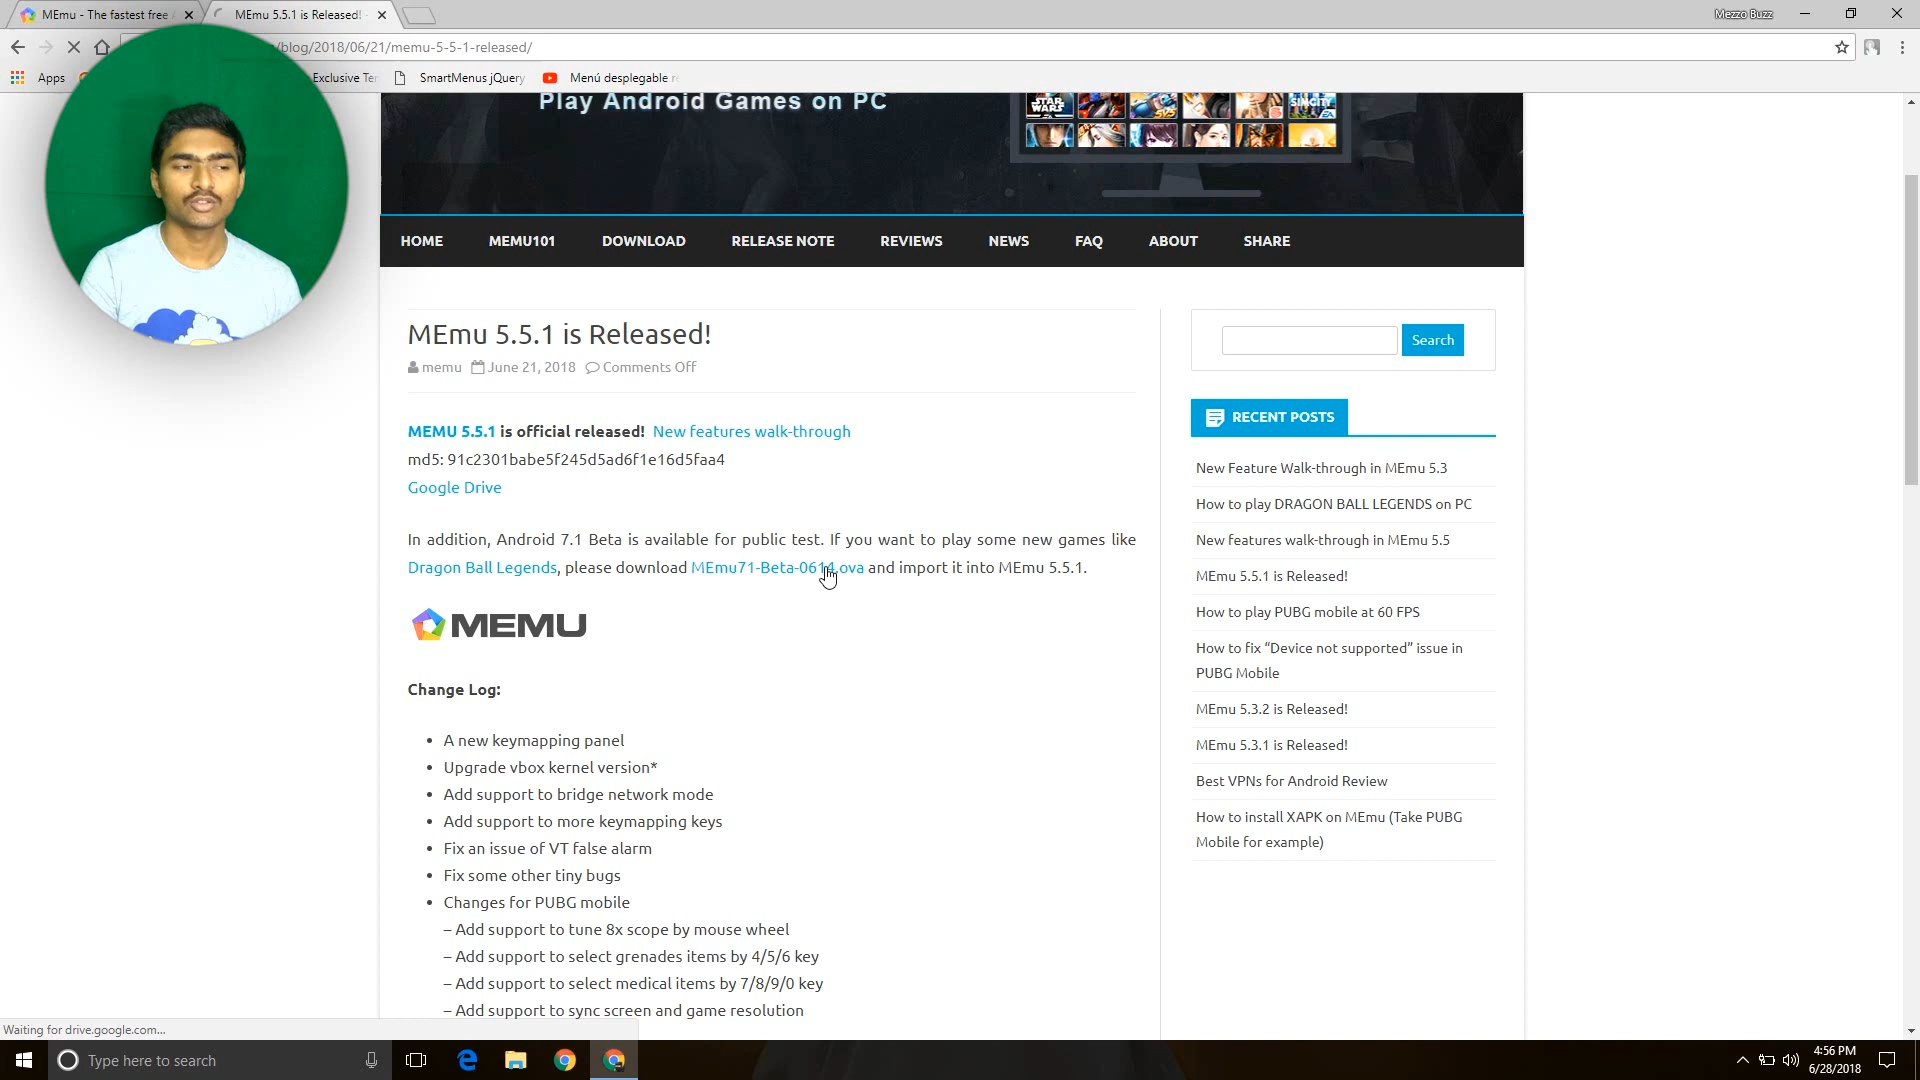 MEmu - The fastest free
MEmu 5.5.1 is Released! -
Mezzo Buzz
/blog/2018/06/21/memu-5-5-1-released/
Apps
Exclusive Te
SmartMenus jQuery
Menú desplegable r
Play Android Games on PC
STAR WARS
SIMCITY
HOME
MEMU101
DOWNLOAD
RELEASE NOTE
REVIEWS
NEWS
FAQ
ABOUT
SHARE
MEmu 5.5.1 is Released!
memu June 21, 2018 Comments Off
MEMU 5.5.1 is official released! New features walk-through
md5: 91c2301babe5f245d5ad6f1e16d5faa4
Google Drive
In addition, Android 7.1 Beta is available for public test. If you want to play some new games like
Dragon Ball Legends, please download MEmu71-Beta-0614.ova and import it into MEmu 5.5.1.
MEMU
Change Log:
• A new keymapping panel
• Upgrade vbox kernel version*
• Add support to bridge network mode
• Add support to more keymapping keys
• Fix an issue of VT false alarm
• Fix some other tiny bugs
• Changes for PUBG mobile
– Add support to tune 8x scope by mouse wheel
– Add support to select grenades items by 4/5/6 key
– Add support to select medical items by 7/8/9/0 key
– Add support to sync screen and game resolution
Search
RECENT POSTS
New Feature Walk-through in MEmu 5.3
How to play DRAGON BALL LEGENDS on PC
New features walk-through in MEmu 5.5
MEmu 5.5.1 is Released!
How to play PUBG mobile at 60 FPS
How to fix “Device not supported” issue in
PUBG Mobile
MEmu 5.3.2 is Released!
MEmu 5.3.1 is Released!
Best VPNs for Android Review
How to install XAPK on MEmu (Take PUBG
Mobile for example)
Waiting for drive.google.com...
Type here to search
4:56 PM
6/28/2018